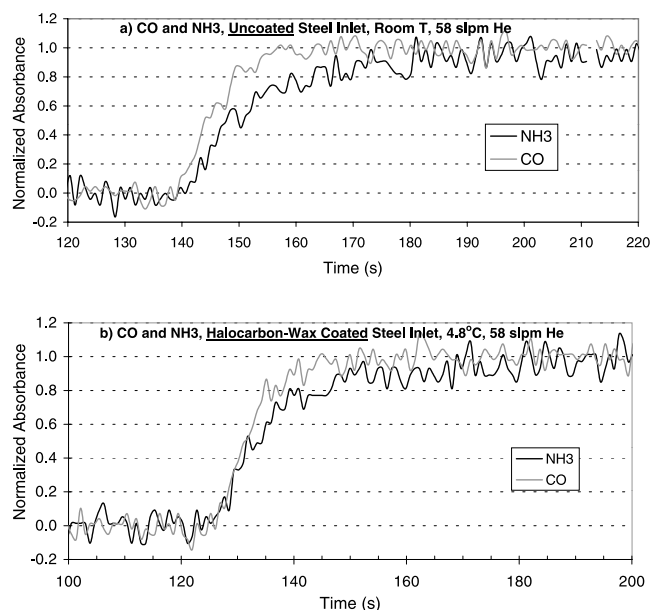 a) CO and NH3, Uncoated Steel Inlet, Room T, 58 slpm He
Normalized Absorbance
1.2
1.0
0.8
0.6
0.4
0.2
0.0
-0.2
NH3
CO
120 130 140 150 160 170 180 190 200 210 220
Time (s)
b) CO and NH3, Halocarbon-Wax Coated Steel Inlet, 4.8°C, 58 slpm He
Normalized Absorbance
1.2
1.0
0.8
0.6
0.4
0.2
0.0
-0.2
NH3
CO
100 120 140 160 180 200
Time (s)